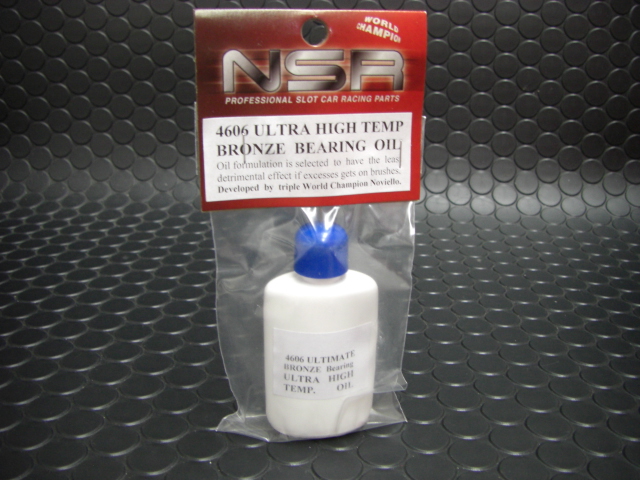 WORLD
CHAMPION
NSR
PROFESSIONAL SLOT CAR RACING PARTS
4606 ULTRA HIGH TEMP
BRONZE BEARING OIL
Oil formulation is selected to have the leas
detrimental effect if excesses gets on brushes.
Developed by triple World Champion Noviello.
4606 ULTIMATE
BRONZE Bearing
ULTRA HIGH
TEMP. OIL